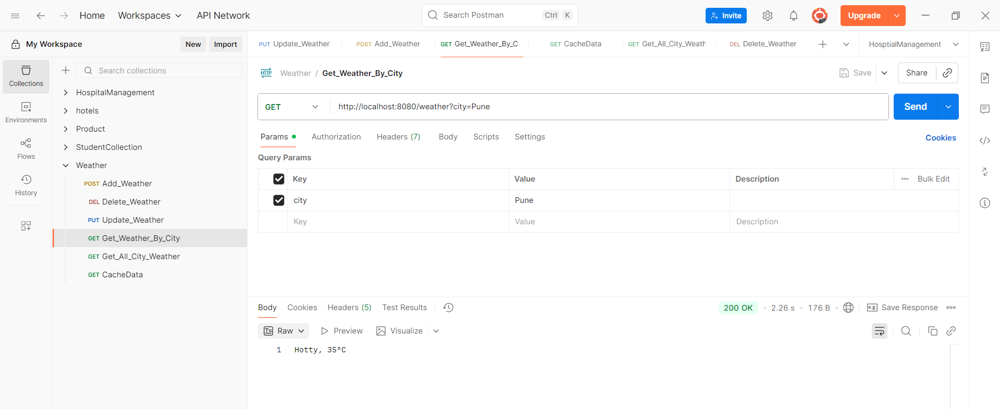 Home Workspaces API Network Search Postman Ctrl K Invite Upgrade
My Workspace New Import
PUT Update_Weather POST Add_Weather GET Get_Weather_By_C GET CacheData GET Get_All_City_Weath DEL Delete_Weather HosptialManagement
Collections
Environments
Flows
History
Search collections
HospitalManagement
hotels
Product
StudentCollection
Weather
POST Add_Weather
DEL Delete_Weather
PUT Update_Weather
GET Get_Weather_By_City
GET Get_All_City_Weather
GET CacheData
HTTP Weather / Get_Weather_By_City Save Share
GET http://localhost:8080/weather?city=Pune Send
Params Authorization Headers (7) Body Scripts Settings Cookies
Query Params
Key Value Description Bulk Edit
city Pune
Key Value Description
Body Cookies Headers (5) Test Results 200 OK 2.26 s 176 B e.g. Save Response
Raw Preview Visualize
1 Hotty, 35°C